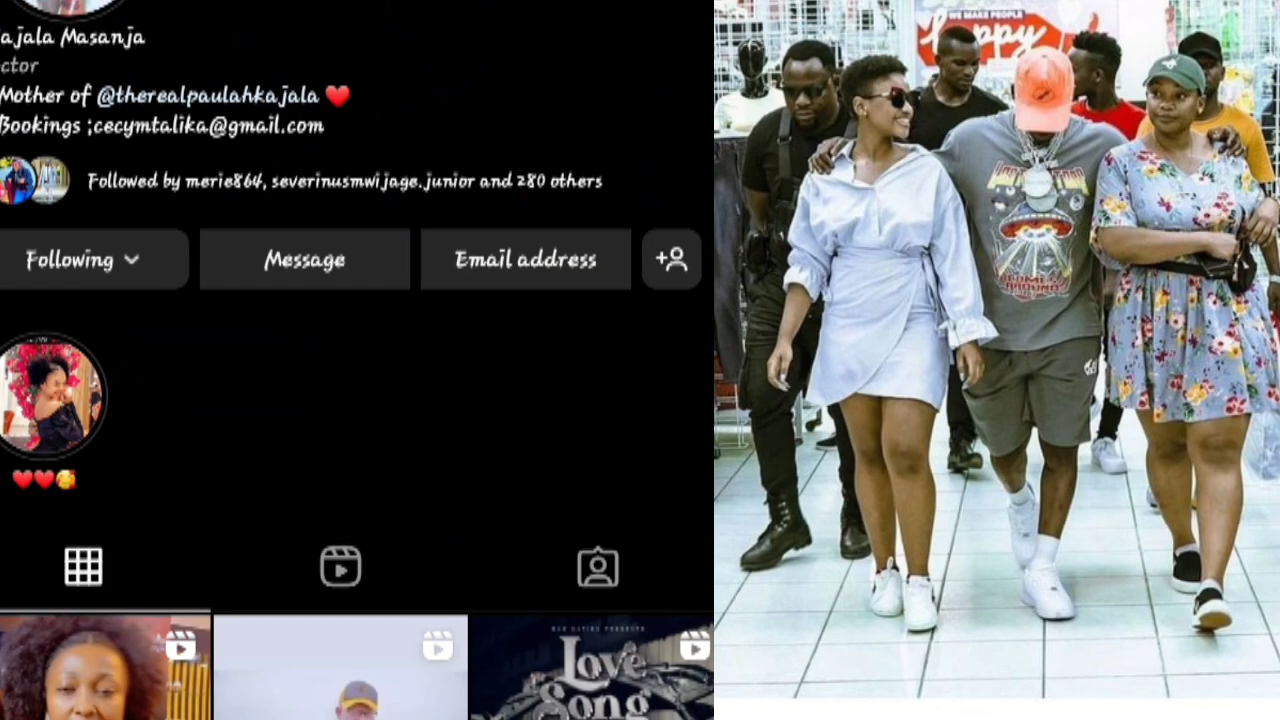 ajala Masanja
ctor
Mother of @therealpaulahkajala ❤️
Bookings :cecymtalika@gmail.com
Followed by merie864, severinusmwijage.junior and 280 others
Following
Message
Email address
❤️❤️🥰
Love
Song
WE MAKE PEOPLE
happy